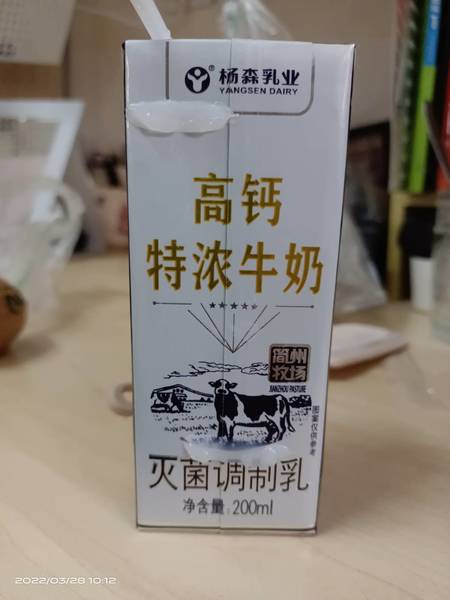 ® 杨森乳业
YANGSEN DAIRY
高钙
特浓牛奶
简州
牧场
JIANZHOU PASTURE
图案仅供参考
灭菌调制乳
净含量:200ml
2022/03/28 10:12